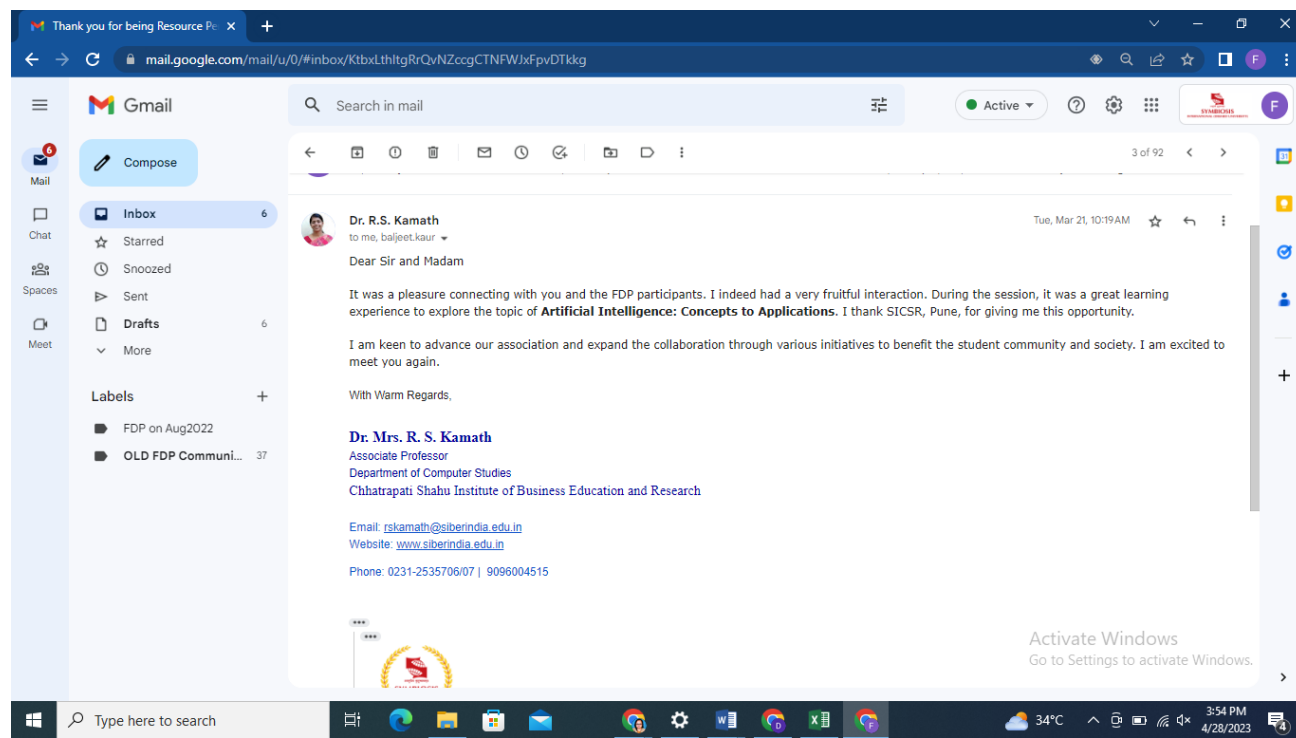 Thank you for being Resource Pe
mail.google.com/mail/u/0/#inbox/KtbxLthItgRrQvNZccgCTNFWJxFpvDTkkg
F
Gmail
Search in mail
Active
SYMBIOSIS
F
6
Mail
Chat
Spaces
Meet
Compose
Inbox 6
Starred
Snoozed
Sent
Drafts 6
More
Labels
FDP on Aug2022
OLD FDP Communi... 37
3 of 92
31
Dr. R.S. Kamath
Tue, Mar 21, 10:19 AM
to me, baljeet.kaur
Dear Sir and Madam
It was a pleasure connecting with you and the FDP participants. I indeed had a very fruitful interaction. During the session, it was a great learning
experience to explore the topic of Artificial Intelligence: Concepts to Applications. I thank SICSR, Pune, for giving me this opportunity.
I am keen to advance our association and expand the collaboration through various initiatives to benefit the student community and society. I am excited to
meet you again.
With Warm Regards,
Dr. Mrs. R. S. Kamath
Associate Professor
Department of Computer Studies
Chhatrapati Shahu Institute of Business Education and Research
Email: rskamath@siberindia.edu.in
Website: www.siberindia.edu.in
Phone: 0231-2535706/07 | 9096004515
Activate Windows
Go to Settings to activate Windows.
Type here to search
34°C
3:54 PM
4/28/2023
4